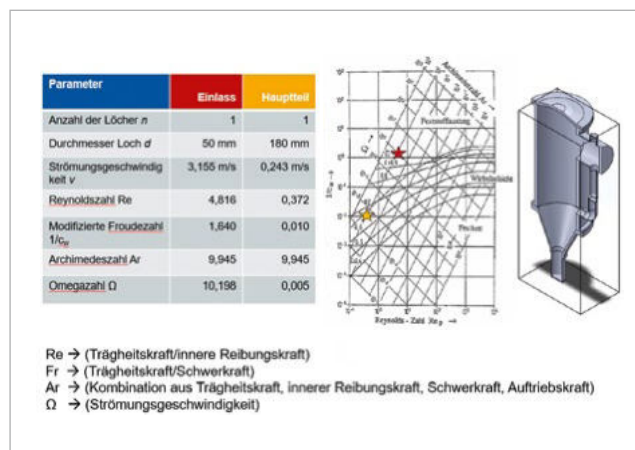 Parameter Einlass Hauptteil
Anzahl der Löcher n 1 1
Durchmesser Loch d 50 mm 180 mm
Strömungsgeschwindig
keit v 3,155 m/s 0,243 m/s
Reynoldszahl Re 4,816 0,372
Modifizierte Froudezahl
1/cw 1,640 0,010
Archimedeszahl Ar 9,945 9,945
Omegazahl Ω 10,198 0,005
Archimedeszahl Ar
Wirbelschicht
Reynolds - Zahl Rep →
Re → (Trägheitskraft/innere Reibungskraft)
Fr → (Trägheitskraft/Schwerkraft)
Ar → (Kombination aus Trägheitskraft, innerer Reibungskraft, Schwerkraft, Auftriebskraft)
Ω → (Strömungsgeschwindigkeit)